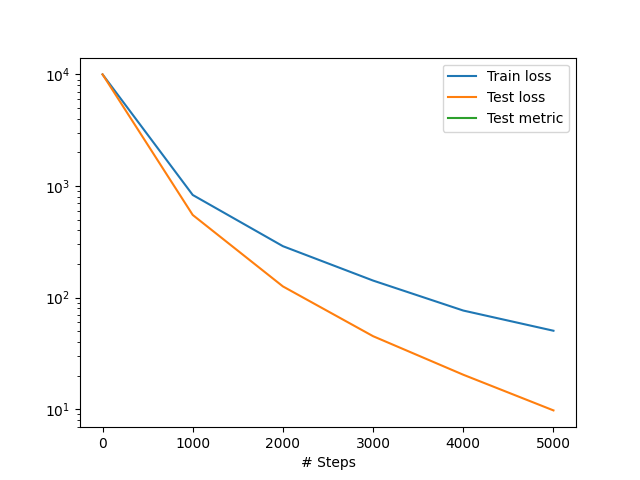 Train loss
Test loss
Test metric
10⁴
10³
10²
10¹
0 1000 2000 3000 4000 5000
# Steps